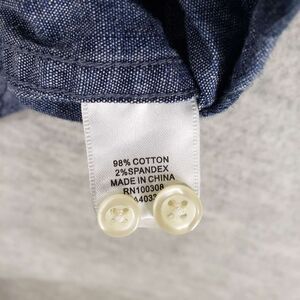 98% COTTON
2%SPANDEX
MADE IN CHINA
RN100308